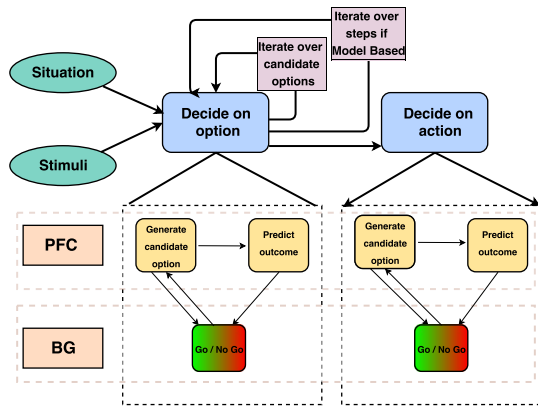 Iterate over
steps if
Model Based
Iterate over
candidate
options
Situation
Stimuli
Decide on
option
Decide on
action
PFC
Generate
candidate
option
Predict
outcome
Generate
candidate
option
Predict
outcome
BG
Go / No Go
Go / No Go